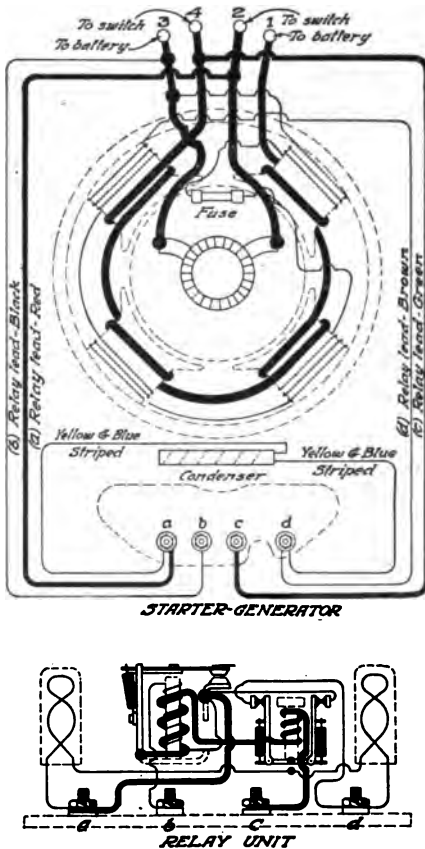 3 4 2 1
To switch To switch
To battery To battery
Fuse
(b) Relay lead-Black
(a) Relay lead-Red
(d) Relay lead-Brown
(c) Relay lead-Green
Yellow & Blue
Striped
Yellow & Blue
Striped
Condenser
a b c d
STARTER-GENERATOR
a b c d
RELAY UNIT